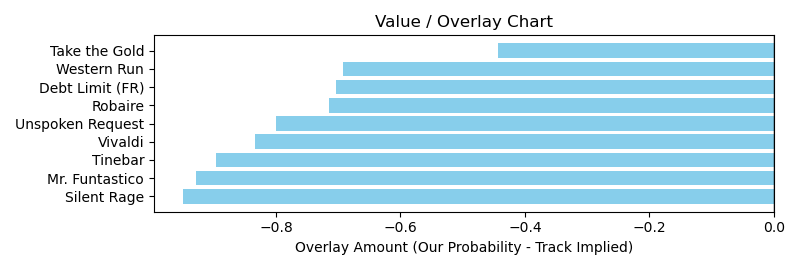 Value / Overlay Chart
Take the Gold
Western Run
Debt Limit (FR)
Robaire
Unspoken Request
Vivaldi
Tinebar
Mr. Funtastico
Silent Rage
−0.8 −0.6 −0.4 −0.2 0.0
Overlay Amount (Our Probability - Track Implied)